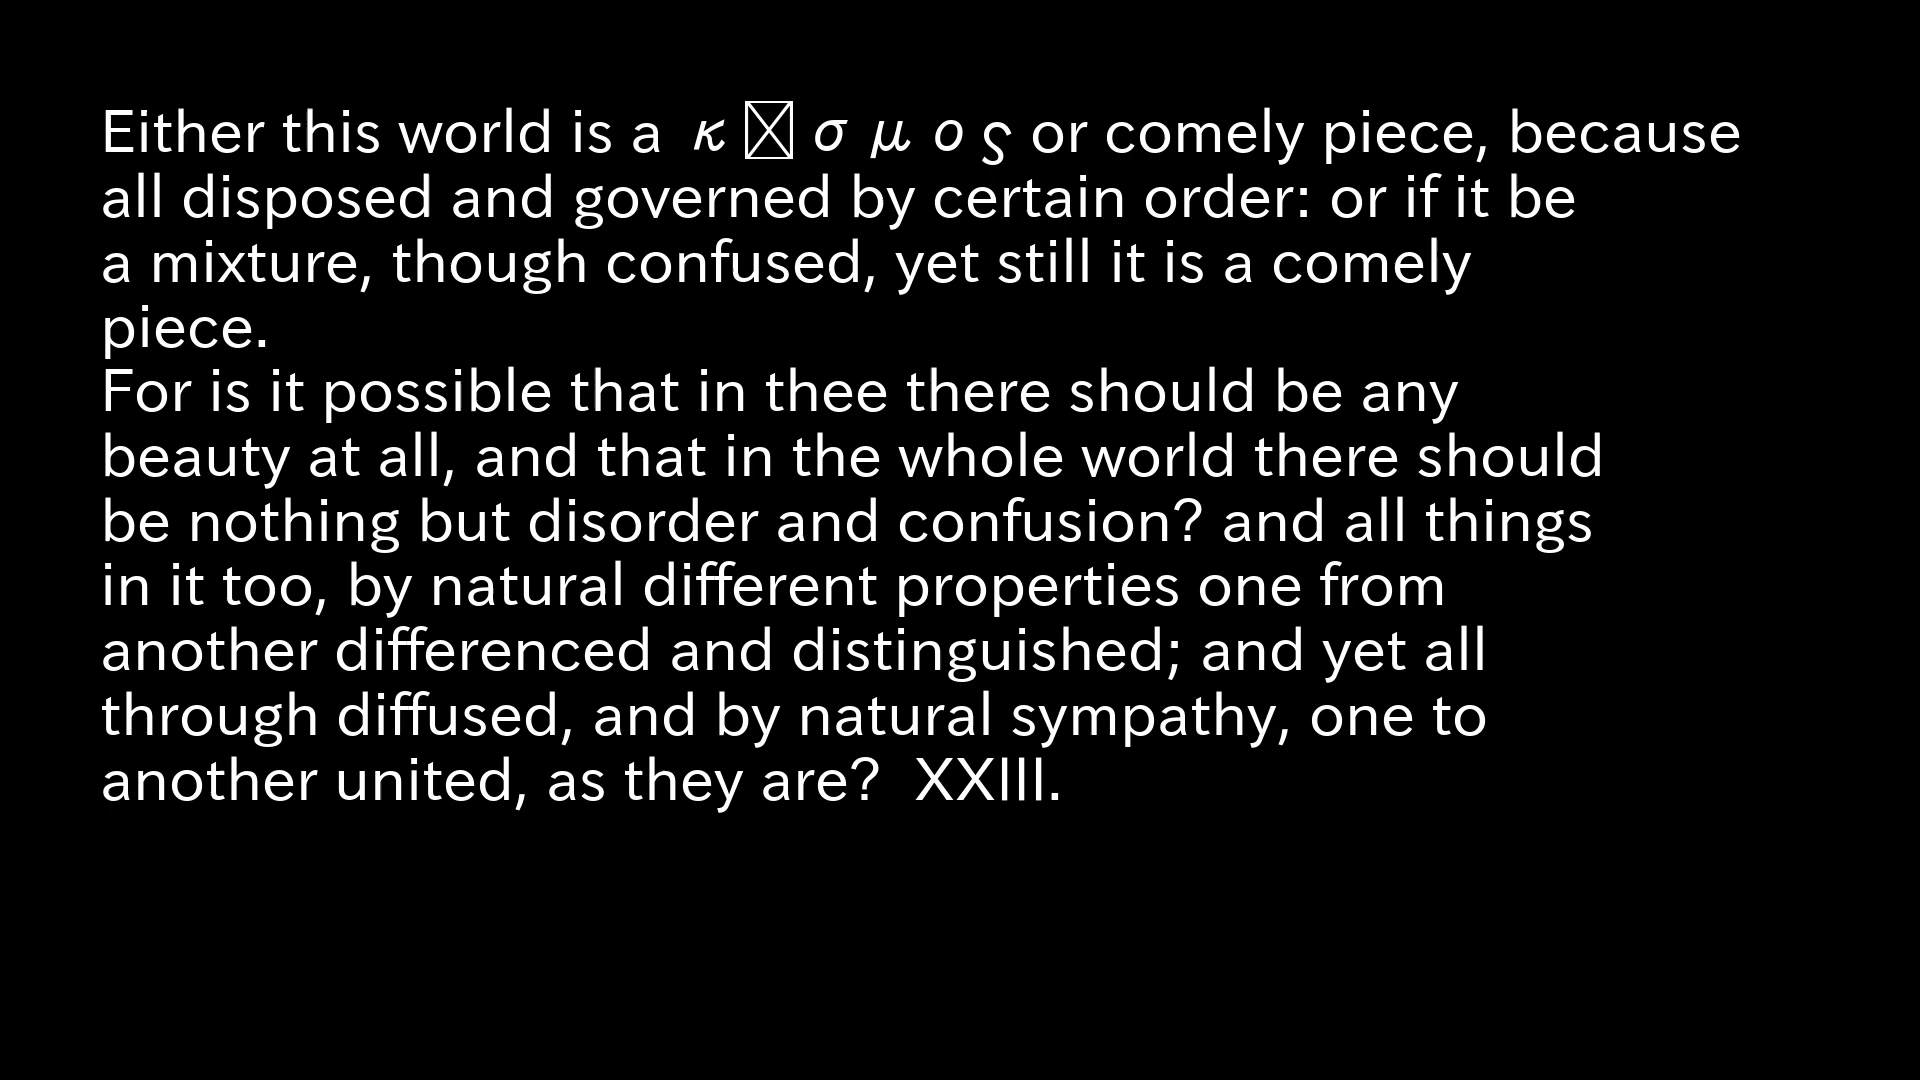 Either this world is a κ☒σμος or comely piece, because
all disposed and governed by certain order: or if it be
a mixture, though confused, yet still it is a comely
piece.
For is it possible that in thee there should be any
beauty at all, and that in the whole world there should
be nothing but disorder and confusion? and all things
in it too, by natural different properties one from
another differenced and distinguished; and yet all
through diffused, and by natural sympathy, one to
another united, as they are?  XXIII.